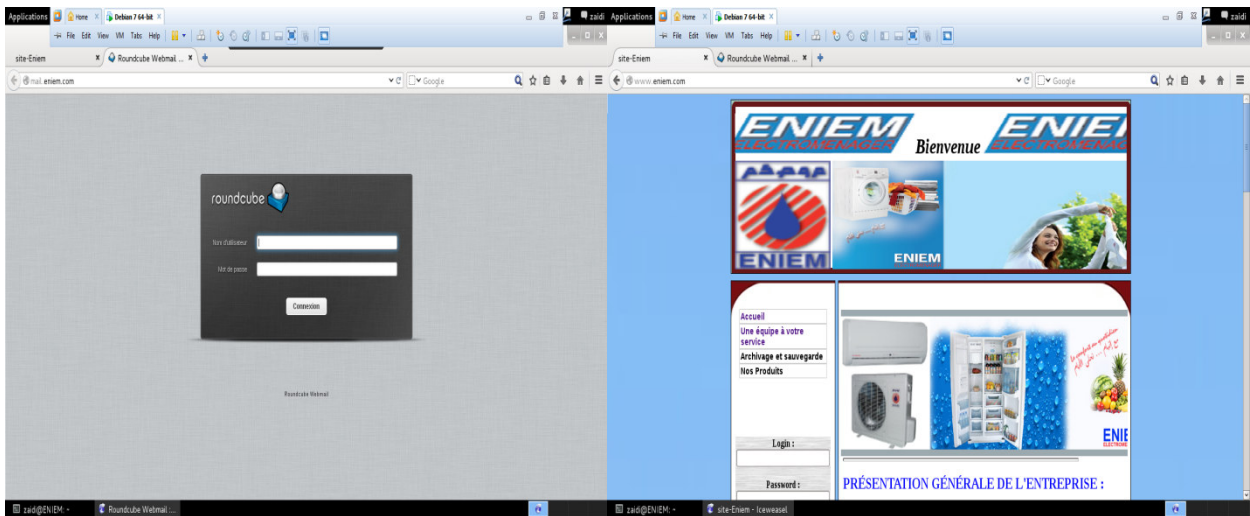 Applications Home × Debian 7 64-bit × zaidi
File Edit View VM Tabs Help
site-Eniem × Roundcube Webmail ... × +
mail.eniem.com Google
roundcube
Nom d'utilisateur
Mot de passe
Connexion
Roundcube Webmail
zaid@ENIEM: ~ Roundcube Webmail :...
Applications Home × Debian 7 64-bit × zaidi
File Edit View VM Tabs Help
site-Eniem × Roundcube Webmail ... × +
www.eniem.com Google
ENIEM Bienvenue ENIE
ELECTROMENAGER
ENIEM
ENIEM
Accueil
Une équipe à votre
service
Archivage et sauvegarde
Nos Produits
Login :
Password :
ENIE
PRÉSENTATION GÉNÉRALE DE L'ENTREPRISE :
zaid@ENIEM: ~ site-Eniem - Iceweasel